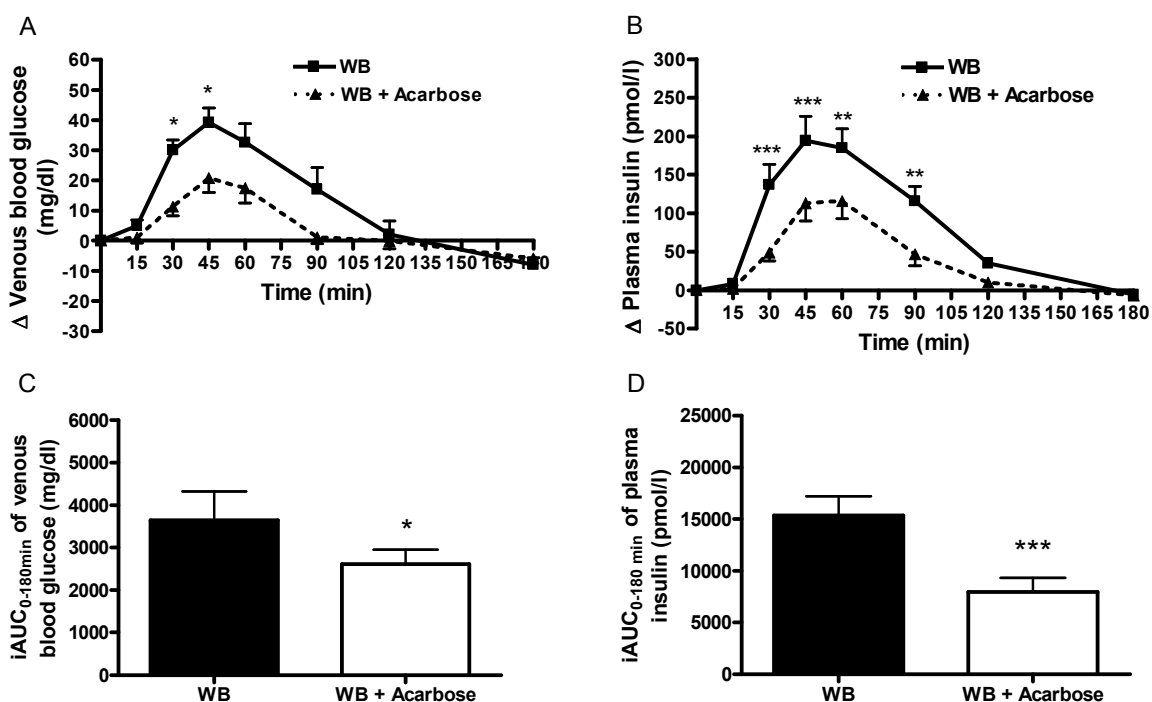 A
Δ Venous blood glucose
(mg/dl)
60
50
40
30
20
10
0
-10
-20
-30
WB
WB + Acarbose
*
*
15 30 45 60 75 90 105 120 135 150 165 180
Time (min)
B
Δ Plasma insulin (pmol/l)
300
250
200
150
100
50
0
-50
WB
WB + Acarbose
***
***
**
**
15 30 45 60 75 90 105 120 135 150 165 180
Time (min)
C
iAUC0-180min of venous
blood glucose (mg/dl)
6000
5000
4000
3000
2000
1000
0
*
WB WB + Acarbose
D
iAUC0-180 min of plasma
insulin (pmol/l)
25000
20000
15000
10000
5000
0
***
WB WB + Acarbose